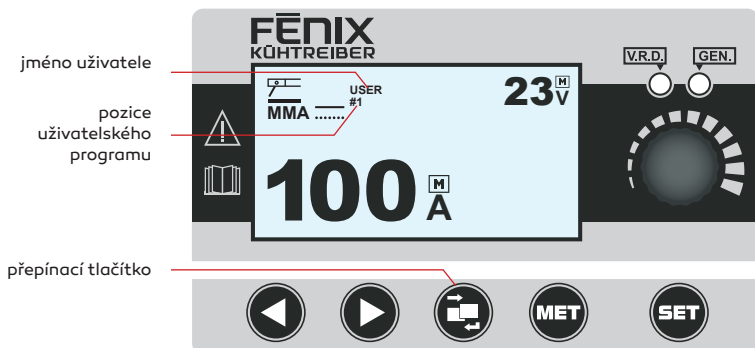 FĒNIX
KÜHTREIBER
V.R.D.
GEN.
jméno uživatele
USER
#1
MMA
23 M
V
pozice
uživatelského
programu
100 M
A
přepínací tlačítko
MET
SET